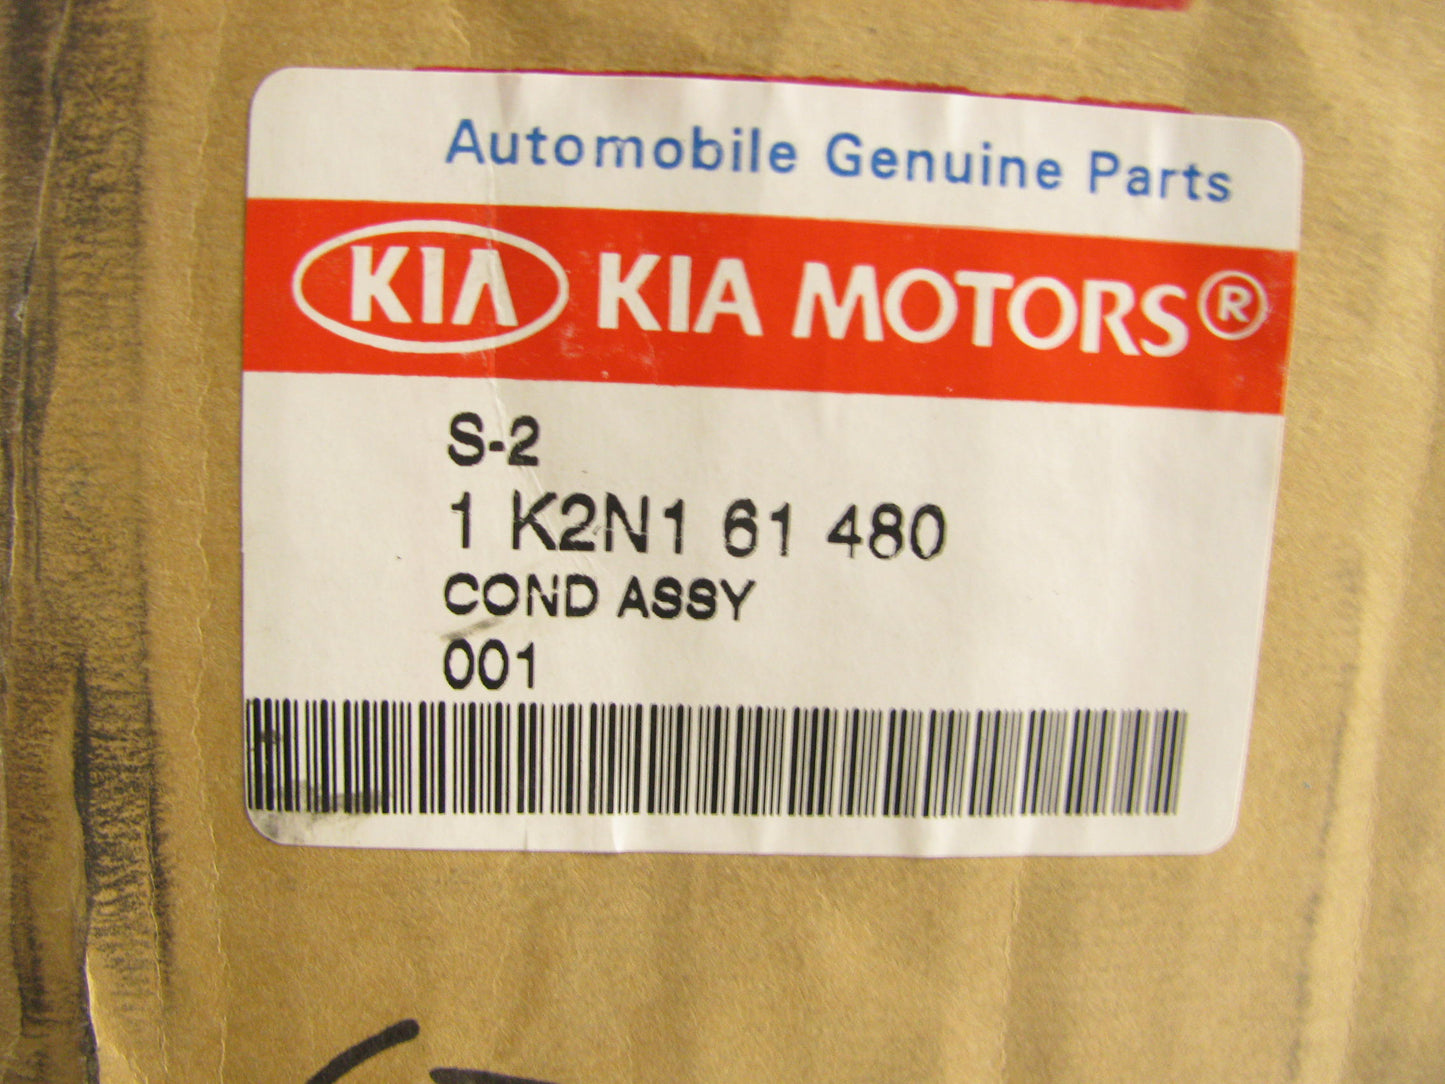 Automobile Genuine Parts
KIA KIA MOTORS®
S-2
1 K2N1 61 480
COND ASSY
001